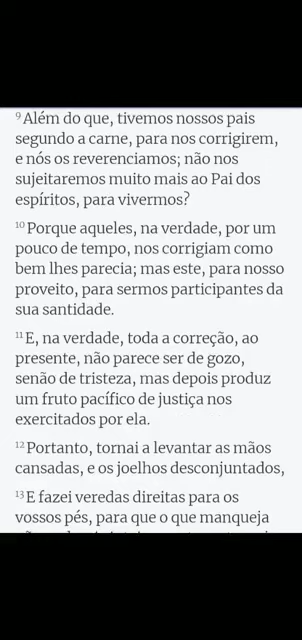 9 Além do que, tivemos nossos pais
segundo a carne, para nos corrigirem,
e nós os reverenciamos; não nos
sujeitaremos muito mais ao Pai dos
espíritos, para vivermos?
10 Porque aqueles, na verdade, por um
pouco de tempo, nos corrigiam como
bem lhes parecia; mas este, para nosso
proveito, para sermos participantes da
sua santidade.
11 E, na verdade, toda a correção, ao
presente, não parece ser de gozo,
senão de tristeza, mas depois produz
um fruto pacífico de justiça nos
exercitados por ela.
12 Portanto, tornai a levantar as mãos
cansadas, e os joelhos desconjuntados,
13 E fazei veredas direitas para os
vossos pés, para que o que manqueja